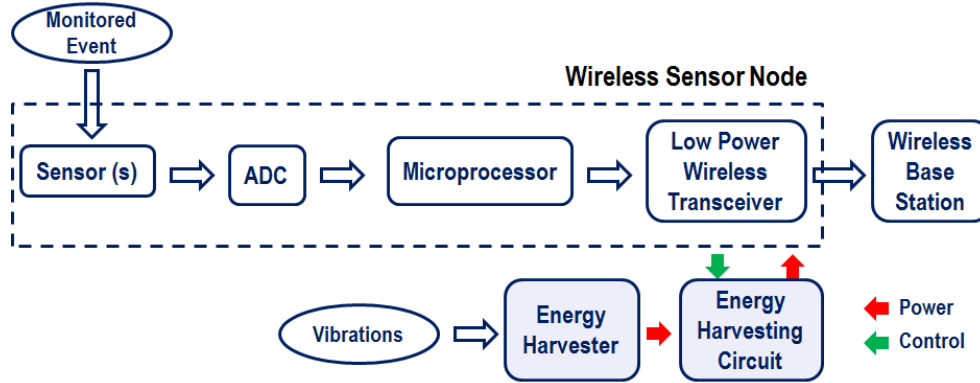 Monitored
Event
Wireless Sensor Node
Sensor (s)
ADC
Microprocessor
Low Power
Wireless
Transceiver
Wireless
Base
Station
Vibrations
Energy
Harvester
Energy
Harvesting
Circuit
Power
Control